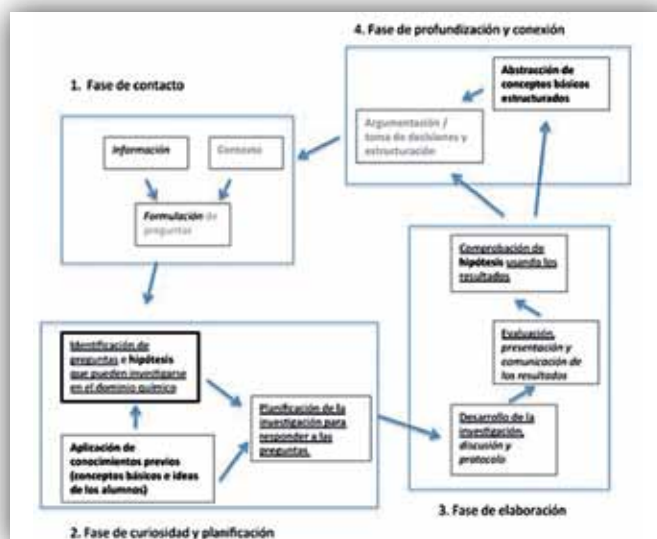 4. Fase de profundización y conexión
Abstracción de
conceptos básicos
estructurados
Argumentación /
toma de decisiones y
estructuración
1. Fase de contacto
Información
Contexto
Formulación de
preguntas
Identificación de
preguntas e hipótesis
que pueden investigarse
en el dominio químico
Planificación de la
investigación para
responder a las
preguntas.
Aplicación de
conocimientos previos
(conceptos básicos e ideas
de los alumnos)
2. Fase de curiosidad y planificación
Comprobación de
hipótesis usando los
resultados
Evaluación,
presentación y
comunicación de
los resultados
Desarrollo de la
investigación,
discusión y
protocolo
3. Fase de elaboración